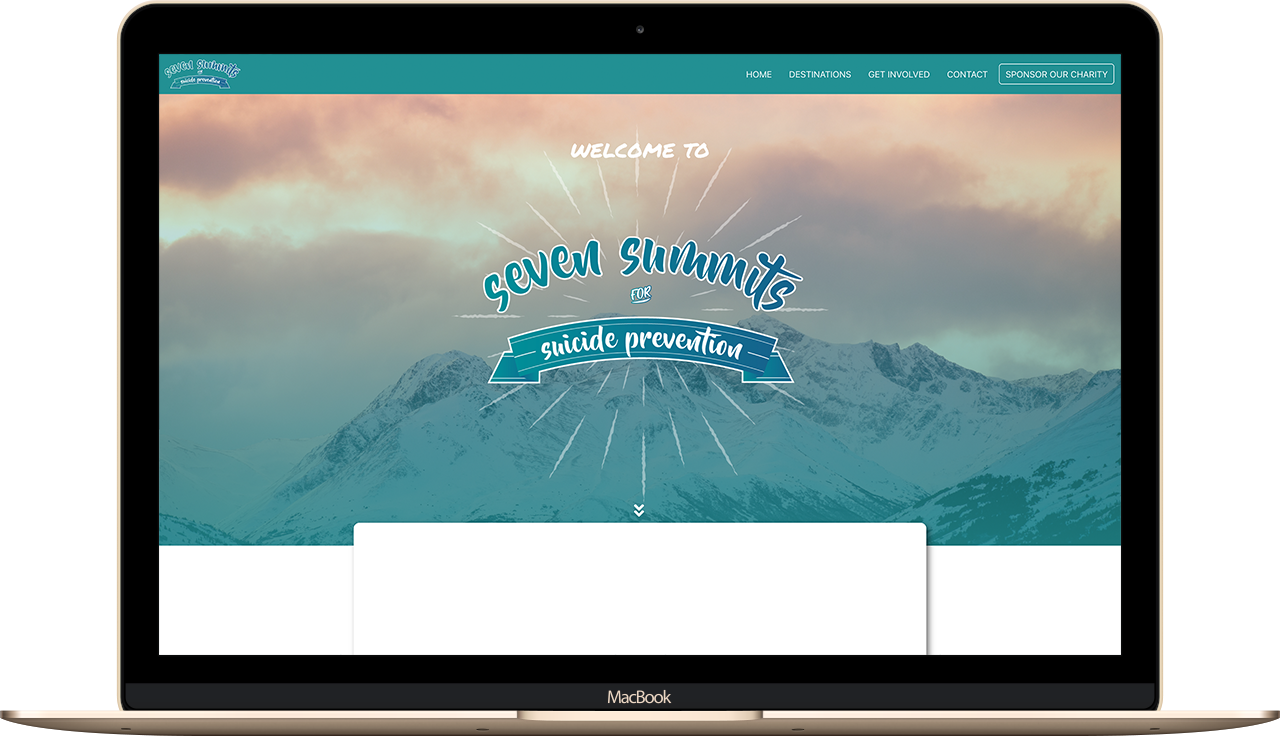 seven summits
for
suicide prevention
HOME DESTINATIONS GET INVOLVED CONTACT SPONSOR OUR CHARITY
WELCOME TO
seven summits
FOR
suicide prevention
MacBook